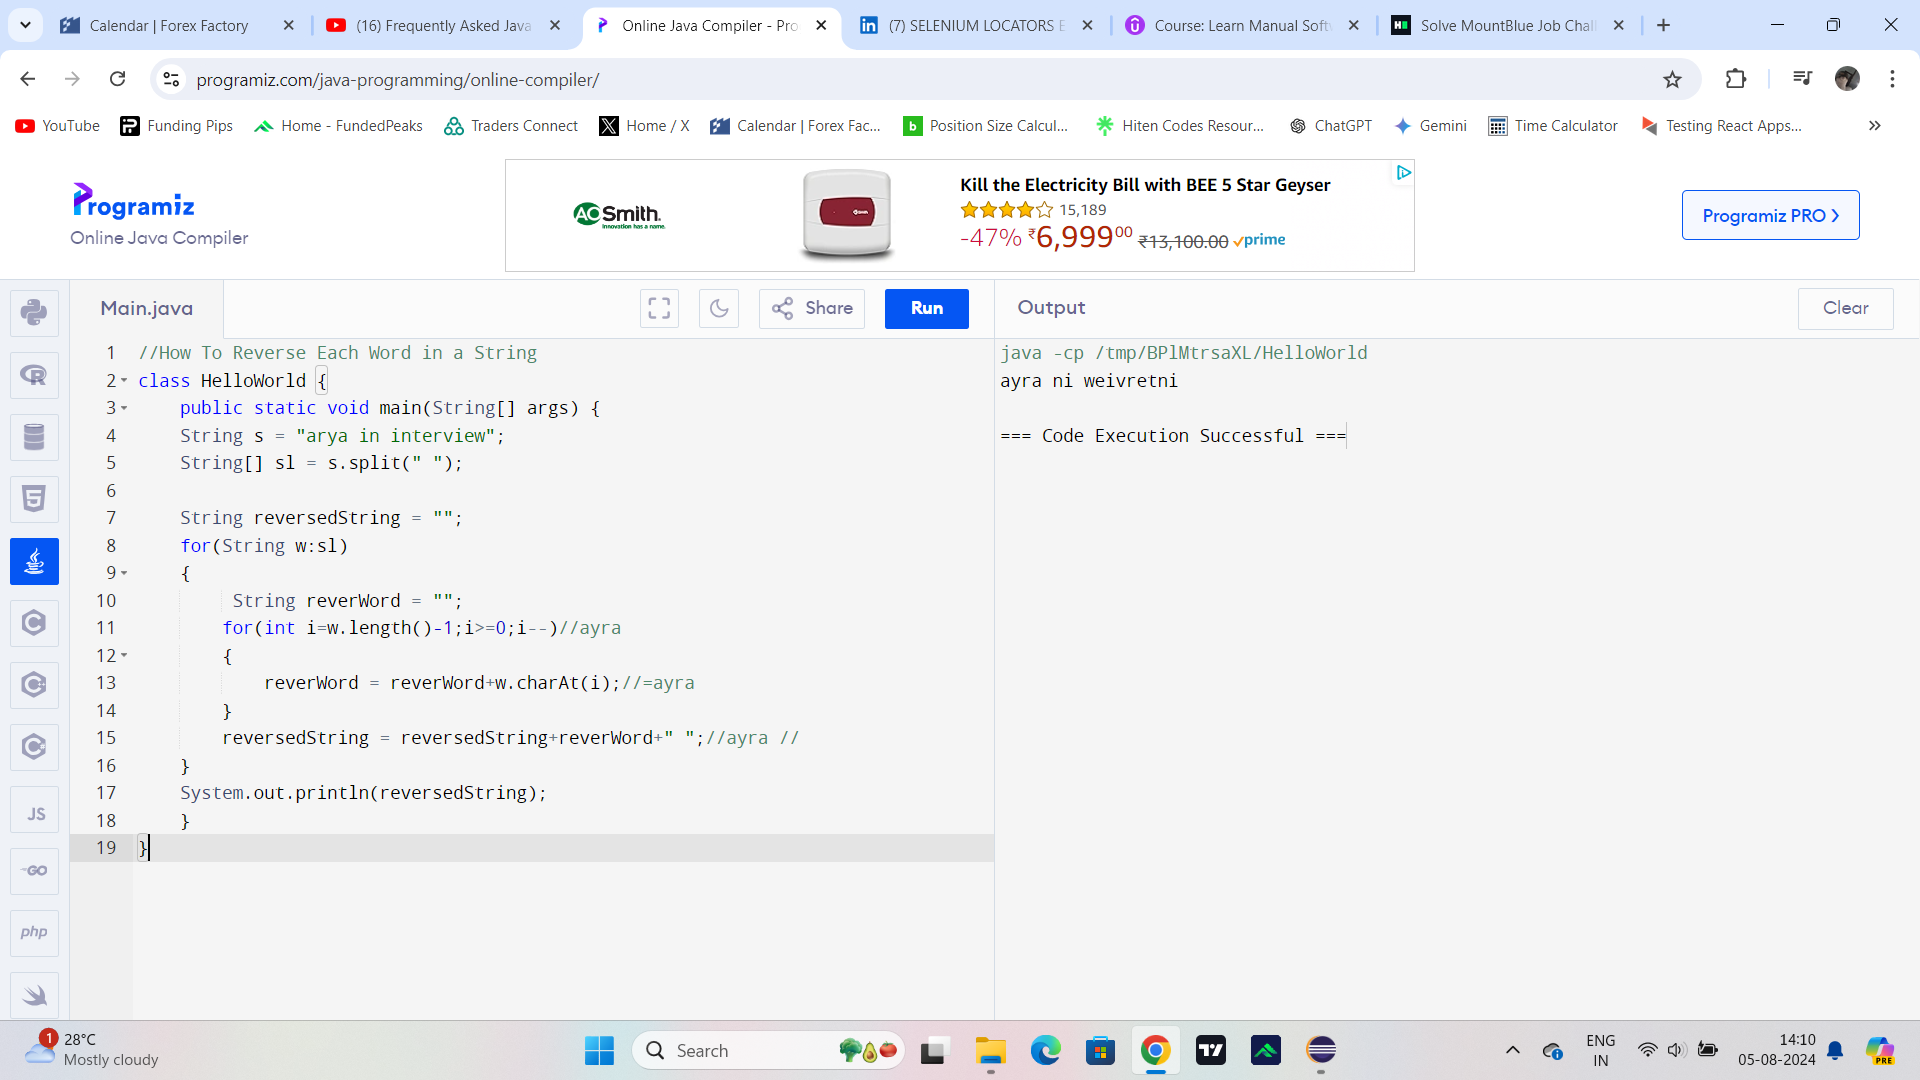 Calendar | Forex Factory
(16) Frequently Asked Java
Online Java Compiler - Pro
(7) SELENIUM LOCATORS E
Course: Learn Manual Softw
Solve MountBlue Job Chall
programiz.com/java-programming/online-compiler/
YouTube
Funding Pips
Home - FundedPeaks
Traders Connect
Home / X
Calendar | Forex Fac...
Position Size Calcul...
Hiten Codes Resour...
ChatGPT
Gemini
Time Calculator
Testing React Apps...
Programiz
Online Java Compiler
AO Smith.
Innovation has a name.
Kill the Electricity Bill with BEE 5 Star Geyser
15,189
-47% ₹6,99900 ₹13,100.00 prime
Programiz PRO
Main.java
Share
Run
Output
Clear
1 //How To Reverse Each Word in a String
2 class HelloWorld {
3 public static void main(String[] args) {
4 String s = "arya in interview";
5 String[] sl = s.split(" ");
6
7 String reversedString = "";
8 for(String w:sl)
9 {
10 String reverWord = "";
11 for(int i=w.length()-1;i>=0;i--)//ayra
12 {
13 reverWord = reverWord+w.charAt(i);//=ayra
14 }
15 reversedString = reversedString+reverWord+" ";//ayra //
16 }
17 System.out.println(reversedString);
18 }
19 }
java -cp /tmp/BPlMtrsaXL/HelloWorld
ayra ni weivretni
=== Code Execution Successful ===
R
JS
GO
php
1
28°C
Mostly cloudy
Search
PRE
ENG
IN
14:10
05-08-2024